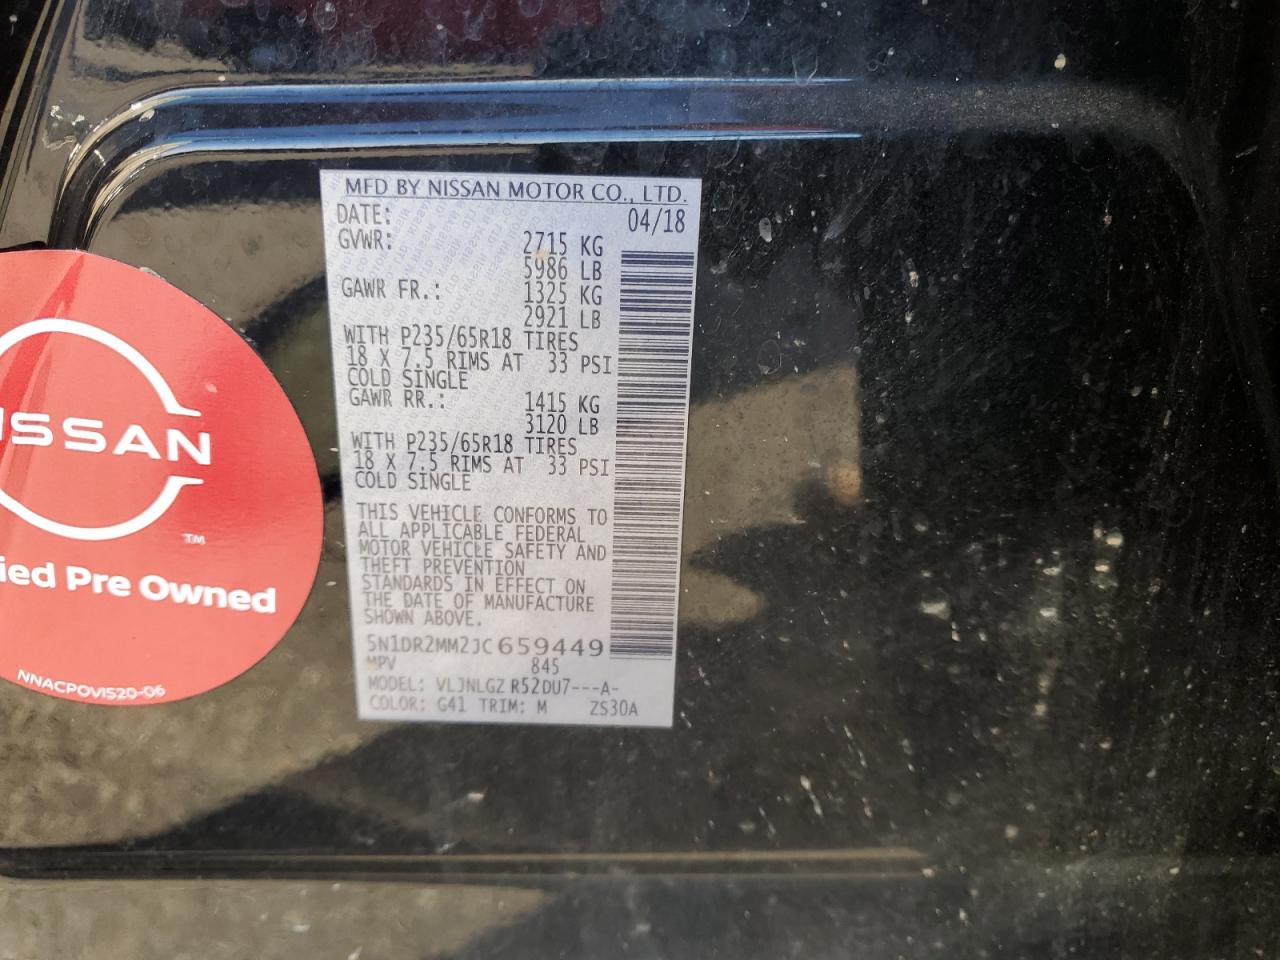 MFD BY NISSAN MOTOR CO., LTD.
DATE: 04/18
GVWR: 2715 KG
5986 LB
GAWR FR.: 1325 KG
2921 LB
WITH P235/65R18 TIRES
18 X 7.5 RIMS AT 33 PSI
COLD SINGLE
GAWR RR.: 1415 KG
3120 LB
WITH P235/65R18 TIRES
18 X 7.5 RIMS AT 33 PSI
COLD SINGLE
THIS VEHICLE CONFORMS TO
ALL APPLICABLE FEDERAL
MOTOR VEHICLE SAFETY AND
THEFT PREVENTION
STANDARDS IN EFFECT ON
THE DATE OF MANUFACTURE
SHOWN ABOVE.
5N1DR2MM2JC659449
MPV 845
MODEL: VLJNLGZ R52DU7---A-
COLOR: G41 TRIM: M ZS30A
ISSAN
TM
ied Pre Owned
NNACPOVIS20-06